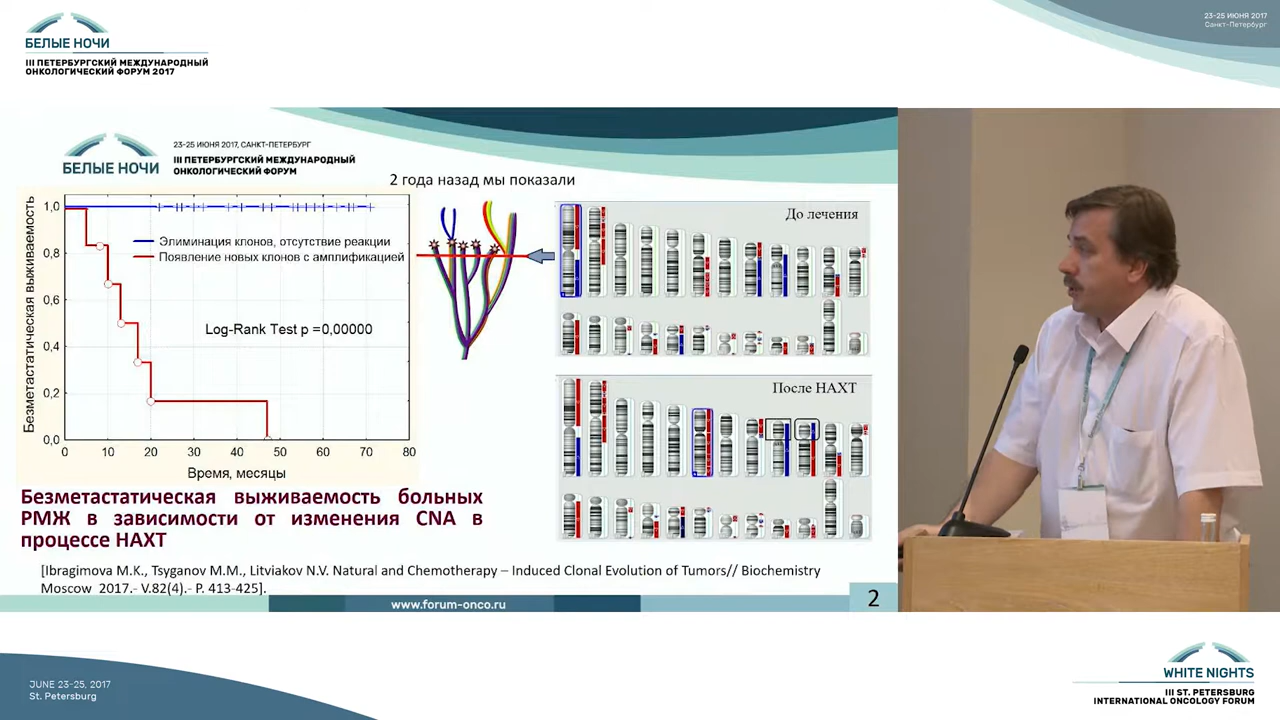 БЕЛЫЕ НОЧИ
III ПЕТЕРБУРГСКИЙ МЕЖДУНАРОДНЫЙ
ОНКОЛОГИЧЕСКИЙ ФОРУМ 2017
23-25 ИЮНЯ 2017
Санкт-Петербург
БЕЛЫЕ НОЧИ
23-25 ИЮНЯ 2017, САНКТ-ПЕТЕРБУРГ
III ПЕТЕРБУРГСКИЙ МЕЖДУНАРОДНЫЙ
ОНКОЛОГИЧЕСКИЙ ФОРУМ
2 года назад мы показали
Безметастатическая выживаемость
1,0
0,8
0,6
0,4
0,2
0,0
Элиминация клонов, отсутствие реакции
Появление новых клонов с амплификацией
Log-Rank Test p =0,00000
0 10 20 30 40 50 60 70 80
Время, месяцы
До лечения
После НАХТ
Безметастатическая выживаемость больных
РМЖ в зависимости от изменения CNA в
процессе НАХТ
[Ibragimova M.K., Tsyganov M.M., Litviakov N.V. Natural and Chemotherapy – Induced Clonal Evolution of Tumors// Biochemistry
Moscow 2017.- V.82(4).- P. 413-425].
www.forum-onco.ru
2
JUNE 23-25, 2017
St. Petersburg
WHITE NIGHTS
III ST. PETERSBURG
INTERNATIONAL ONCOLOGY FORUM